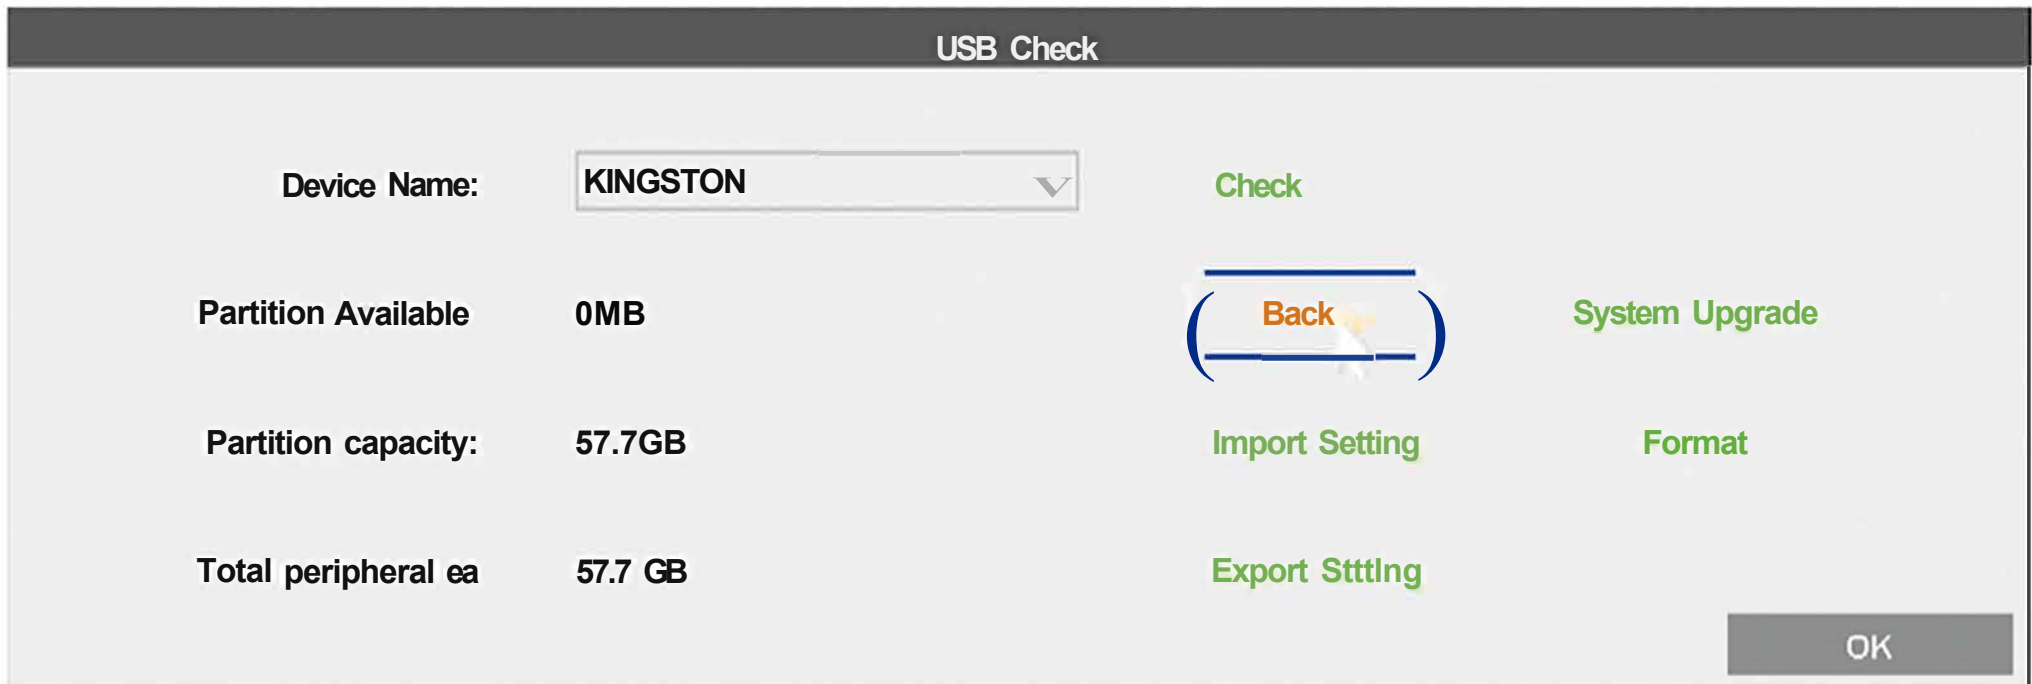 USB Check
Device Name: KINGSTON Check
Partition Available 0MB Back System Upgrade
Partition capacity: 57.7GB Import Setting Format
Total peripheral ea 57.7 GB Export Stttlng
OK